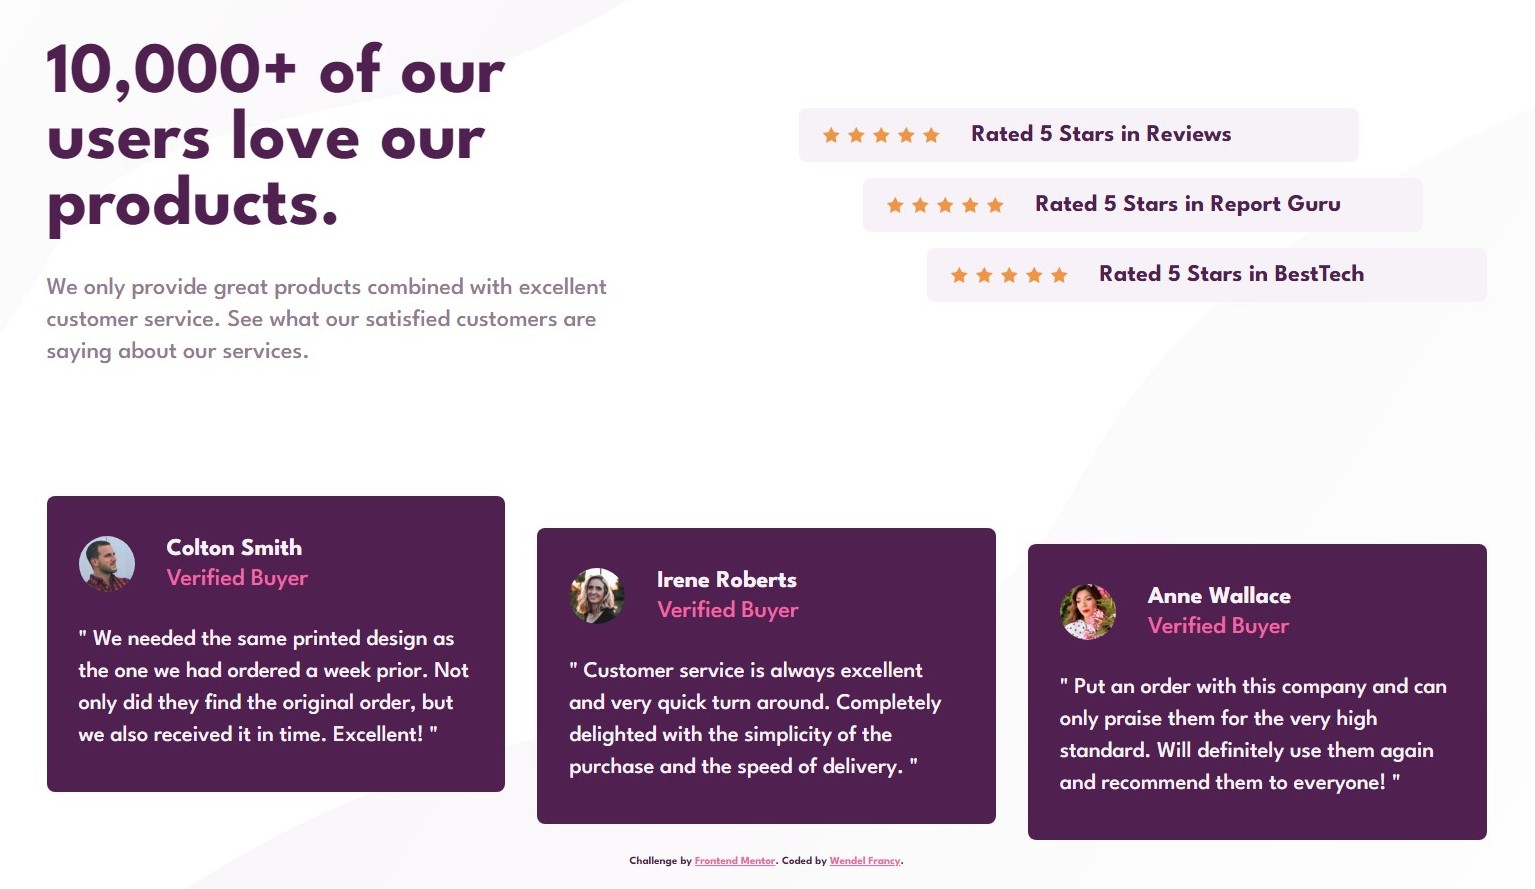 10,000+ of our
users love our
products.
We only provide great products combined with excellent
customer service. See what our satisfied customers are
saying about our services.
Rated 5 Stars in Reviews
Rated 5 Stars in Report Guru
Rated 5 Stars in BestTech
Colton Smith
Verified Buyer
" We needed the same printed design as
the one we had ordered a week prior. Not
only did they find the original order, but
we also received it in time. Excellent! "
Irene Roberts
Verified Buyer
" Customer service is always excellent
and very quick turn around. Completely
delighted with the simplicity of the
purchase and the speed of delivery. "
Anne Wallace
Verified Buyer
" Put an order with this company and can
only praise them for the very high
standard. Will definitely use them again
and recommend them to everyone! "
Challenge by Frontend Mentor. Coded by Wendel Francy.